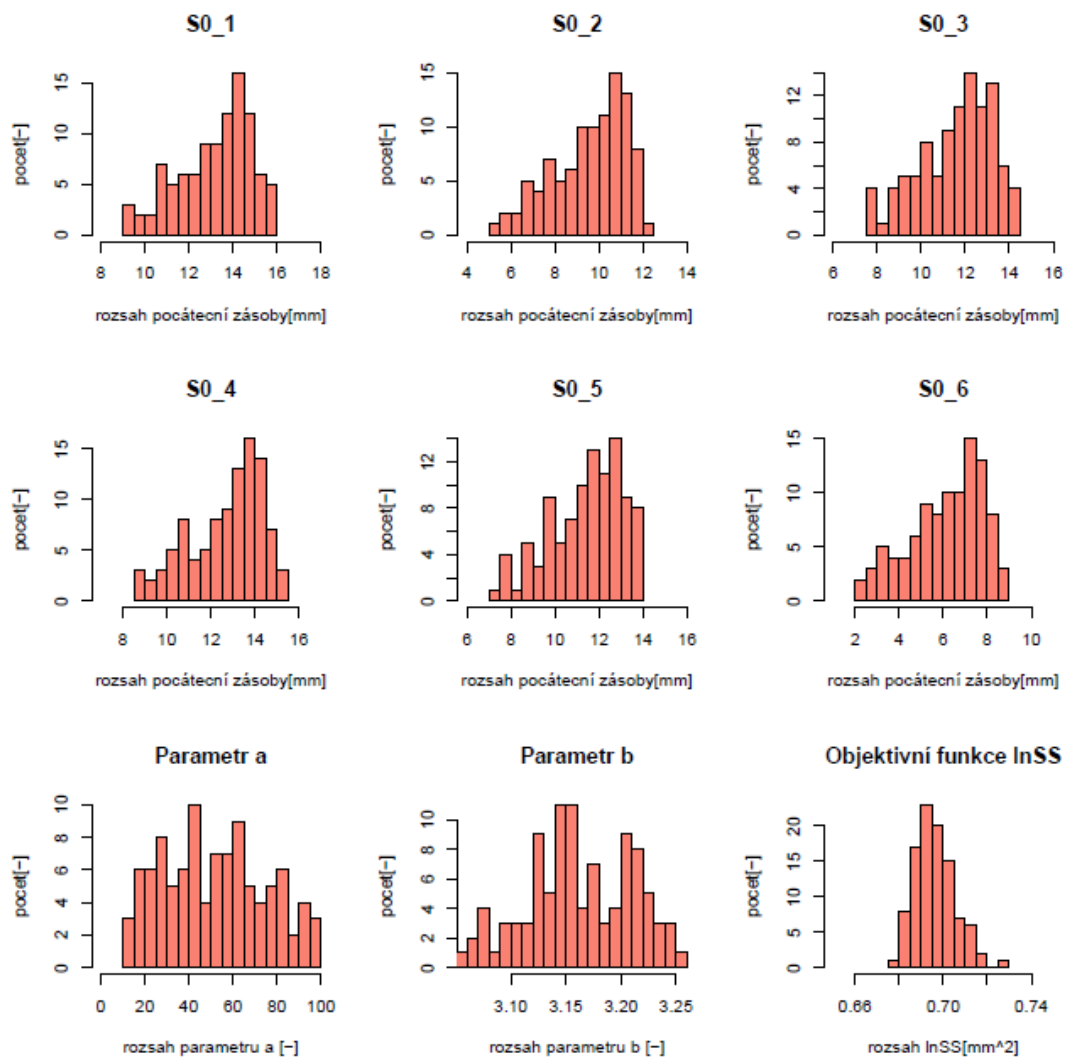 S0_1
S0_2
S0_3
pocet[−]
0 5 10 15
8 10 12 14 16 18
rozsah pocátecní zásoby[mm]
pocet[−]
0 5 10 15
4 6 8 10 12 14
rozsah pocátecní zásoby[mm]
pocet[−]
0 4 8 12
6 8 10 12 14 16
rozsah pocátecní zásoby[mm]
S0_4
S0_5
S0_6
pocet[−]
0 5 10 15
8 10 12 14 16
rozsah pocátecní zásoby[mm]
pocet[−]
0 4 8 12
6 8 10 12 14 16
rozsah pocátecní zásoby[mm]
pocet[−]
0 5 10 15
2 4 6 8 10
rozsah pocátecní zásoby[mm]
Parametr a
Parametr b
Objektivní funkce lnSS
pocet[−]
0 2 4 6 8 10
0 20 40 60 80 100
rozsah parametru a [−]
pocet[−]
0 2 4 6 8 10
3.10 3.15 3.20 3.25
rozsah parametru b [−]
pocet[−]
0 5 10 15 20
0.66 0.70 0.74
rozsah lnSS[mm^2]